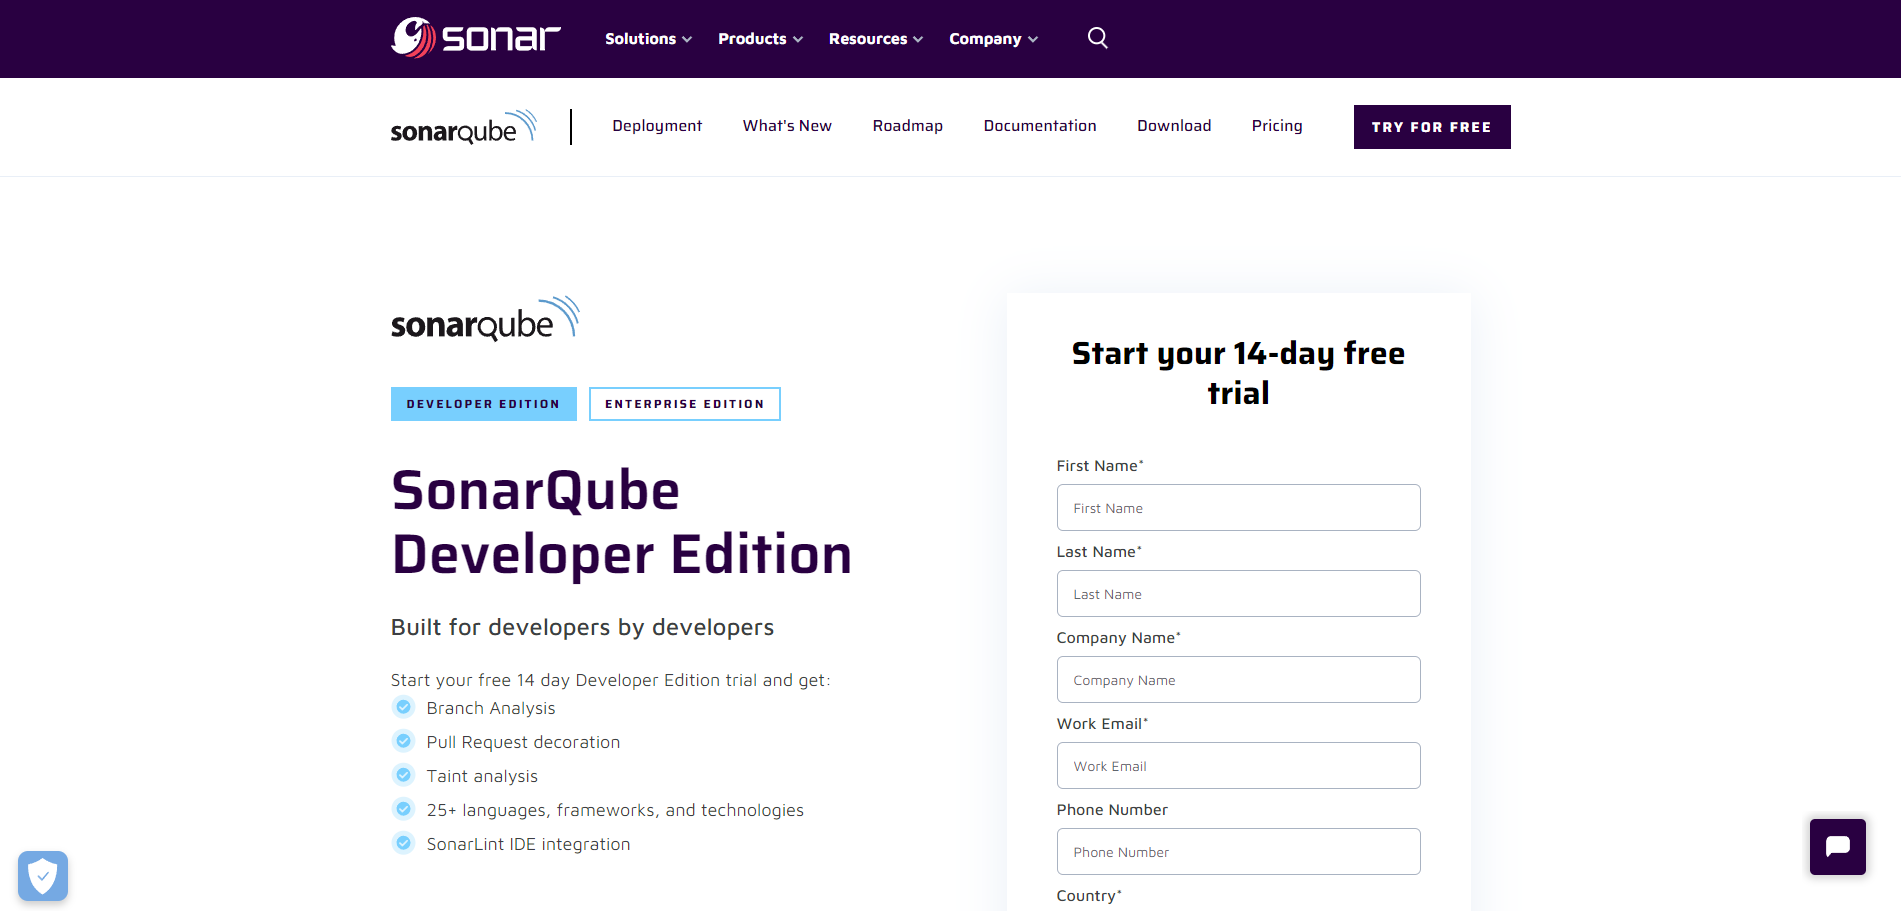 sonar
Solutions
Products
Resources
Company
sonarqube
Deployment
What's New
Roadmap
Documentation
Download
Pricing
TRY FOR FREE
sonarqube
DEVELOPER EDITION
ENTERPRISE EDITION
SonarQube
Developer Edition
Built for developers by developers
Start your free 14 day Developer Edition trial and get:
Branch Analysis
Pull Request decoration
Taint analysis
25+ languages, frameworks, and technologies
SonarLint IDE integration
Start your 14-day free
trial
First Name*
First Name
Last Name*
Last Name
Company Name*
Company Name
Work Email*
Work Email
Phone Number
Phone Number
Country*